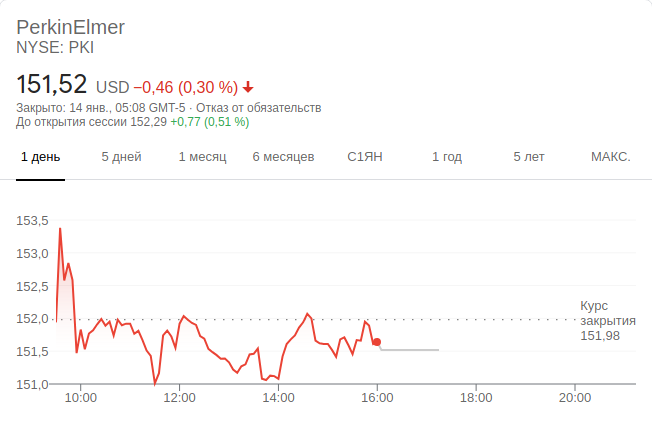 PerkinElmer
NYSE: PKI
151,52 USD −0,46 (0,30 %)
Закрыто: 14 янв., 05:08 GMT-5 · Отказ от обязательств
До открытия сессии 152,29 +0,77 (0,51 %)
1 день 5 дней 1 месяц 6 месяцев С1ЯН 1 год 5 лет МАКС.
153,5
153,0
152,5
152,0
151,5
151,0
Курс
закрытия
151,98
10:00 12:00 14:00 16:00 18:00 20:00